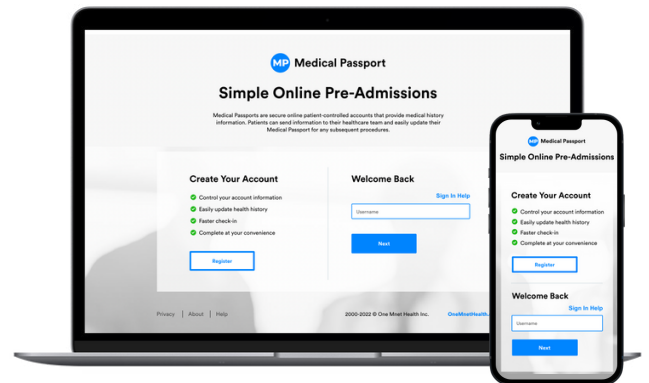 MP Medical Passport
Simple Online Pre-Admissions
Medical Passports are secure online patient-controlled accounts that provide medical history
information. Patients can send information to their healthcare team and easily update their
Medical Passport for any subsequent procedures.
Create Your Account
Control your account information
Easily update health history
Faster check-in
Complete at your convenience
Register
Welcome Back
Sign In Help
Username
Next
Privacy | About | Help
2000-2022 © One Most Health Inc.
MP Medical Passport
Simple Online Pre-Admissions
Create Your Account
Control your account information
Easily update health history
Faster check-in
Complete at your convenience
Register
Welcome Back
Sign In Help
Username
Next